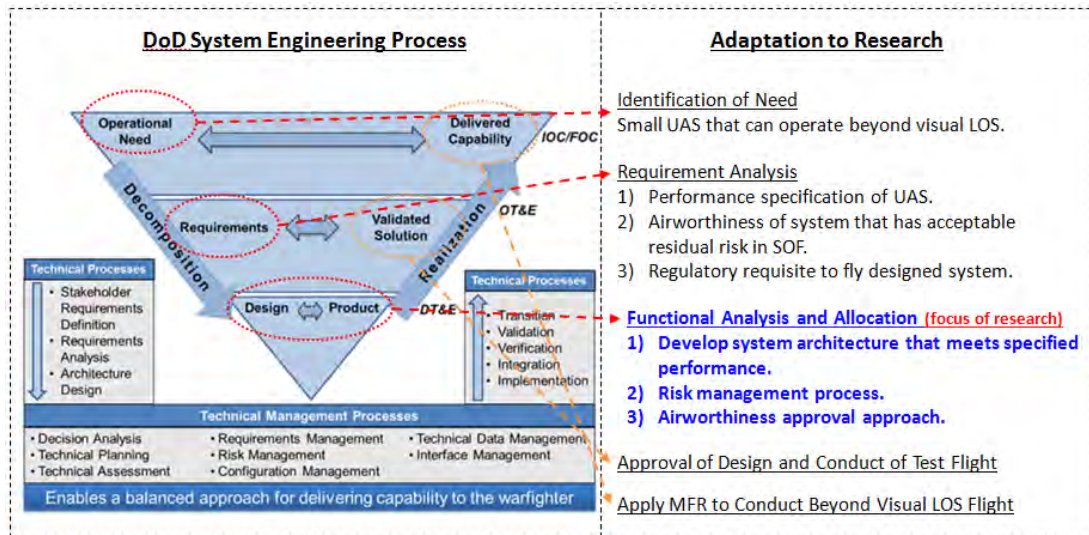 DoD System Engineering Process
Operational
Need
Delivered
Capability
IOC/FOC
Decomposition
Requirements
Validated
Solution
Realization
OT&E
Design
Product
DT&E
Technical Processes
• Stakeholder
Requirements
Definition
• Requirements
Analysis
• Architecture
Design
Technical Processes
• Transition
• Validation
• Verification
• Integration
• Implementation
Technical Management Processes
• Decision Analysis
• Technical Planning
• Technical Assessment
• Requirements Management
• Risk Management
• Configuration Management
• Technical Data Management
• Interface Management
Enables a balanced approach for delivering capability to the warfighter
Adaptation to Research
Identification of Need
Small UAS that can operate beyond visual LOS.
Requirement Analysis
1) Performance specification of UAS.
2) Airworthiness of system that has acceptable
residual risk in SOF.
3) Regulatory requisite to fly designed system.
Functional Analysis and Allocation (focus of research)
1) Develop system architecture that meets specified
performance.
2) Risk management process.
3) Airworthiness approval approach.
Approval of Design and Conduct of Test Flight
Apply MFR to Conduct Beyond Visual LOS Flight